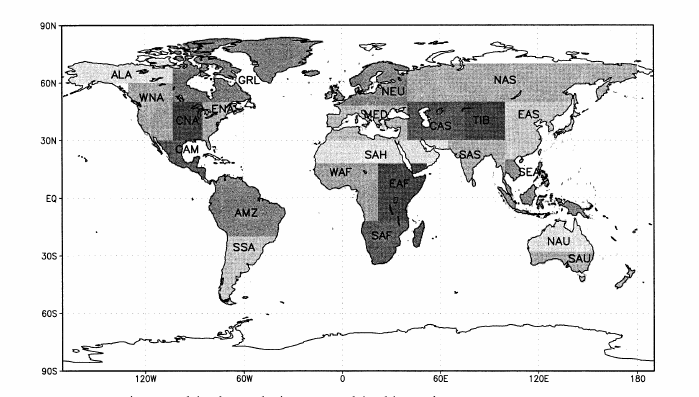 90N
60N
30N
EQ
30S
60S
90S
ALA
GRL
WNA
CNA
ENA
CAM
AMZ
SSA
NEU
MED
NAS
CAS
TIB
EAS
SAH
SAS
WAF
EAF
SEA
SAF
NAU
SAU
120W 60W 0 60E 120E 180